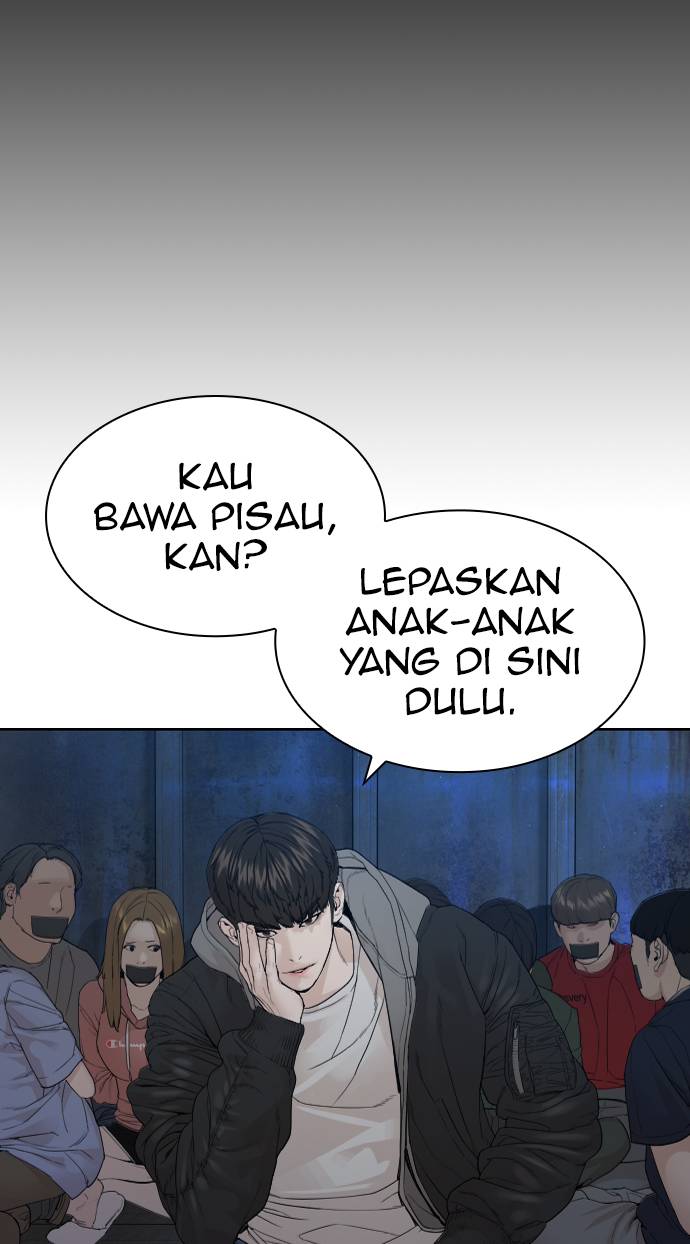 KAU
BAWA PISAU,
KAN?
LEPASKAN
ANAK-ANAK
YANG DI SINI
DULU.